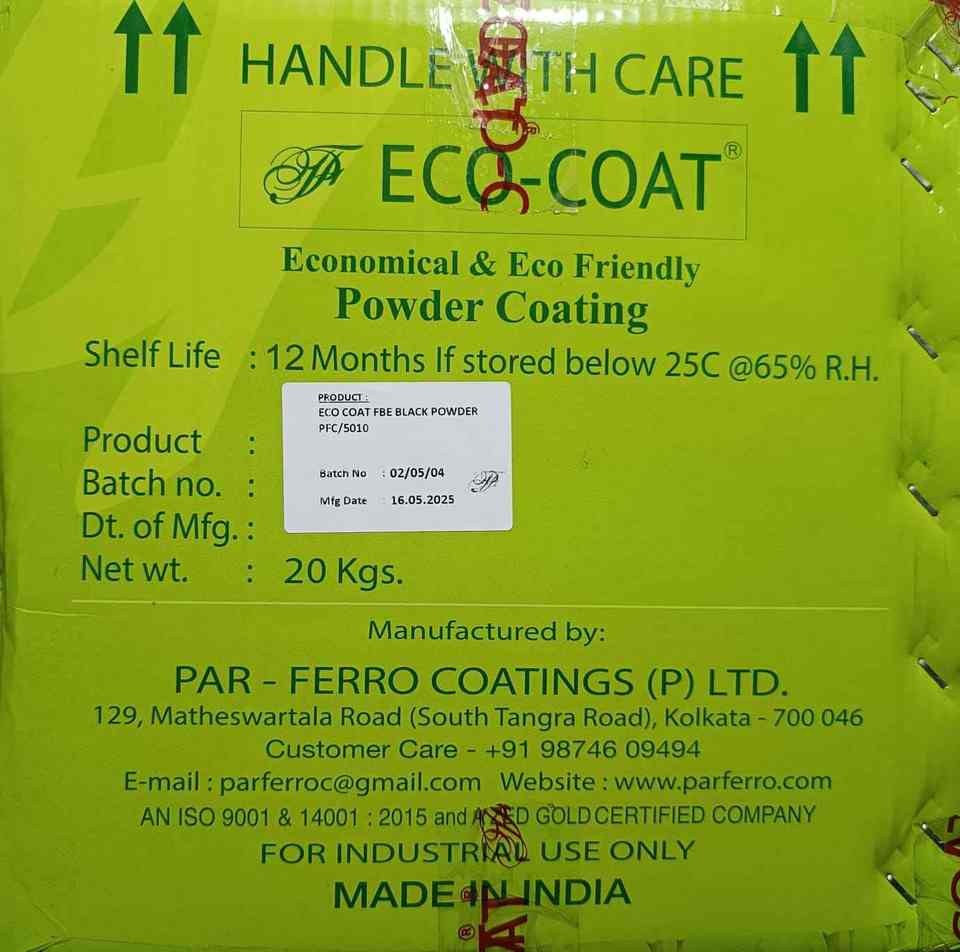 HANDLE WITH CARE
ECO-COAT®
Economical & Eco Friendly
Powder Coating
Shelf Life : 12 Months If stored below 25C @65% R.H.
PRODUCT :
ECO COAT FBE BLACK POWDER
PFC/5010
Batch No : 02/05/04
Mfg Date : 16.05.2025
Product :
Batch no. :
Dt. of Mfg. :
Net wt. : 20 Kgs.
Manufactured by:
PAR - FERRO COATINGS (P) LTD.
129, Matheswartala Road (South Tangra Road), Kolkata - 700 046
Customer Care - +91 98746 09494
E-mail : parferroc@gmail.com Website : www.parferro.com
AN ISO 9001 & 14001 : 2015 and ZED GOLD CERTIFIED COMPANY
FOR INDUSTRIAL USE ONLY
MADE IN INDIA